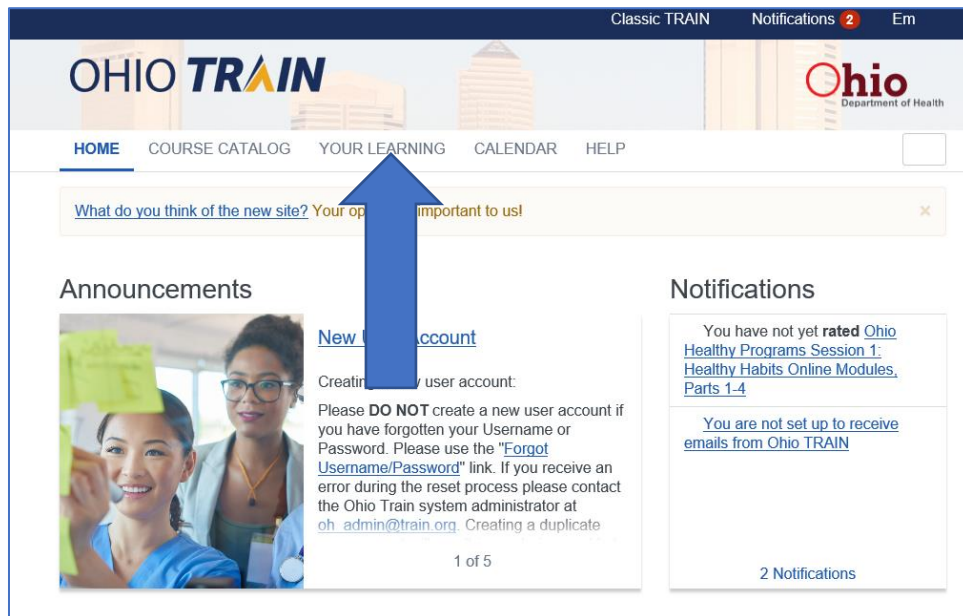 Classic TRAIN Notifications 2 Em
OHIO TRAIN
Ohio
Department of Health
HOME COURSE CATALOG YOUR LEARNING CALENDAR HELP
What do you think of the new site? Your important to us!
×
Announcements
New Account
Creating user account:
Please DO NOT create a new user account if
you have forgotten your Username or
Password. Please use the "Forgot
Username/Password" link. If you receive an
error during the reset process please contact
the Ohio Train system administrator at
oh_admin@train.org. Creating a duplicate
1 of 5
Notifications
You have not yet rated Ohio
Healthy Programs Session 1:
Healthy Habits Online Modules,
Parts 1-4
You are not set up to receive
emails from Ohio TRAIN
2 Notifications